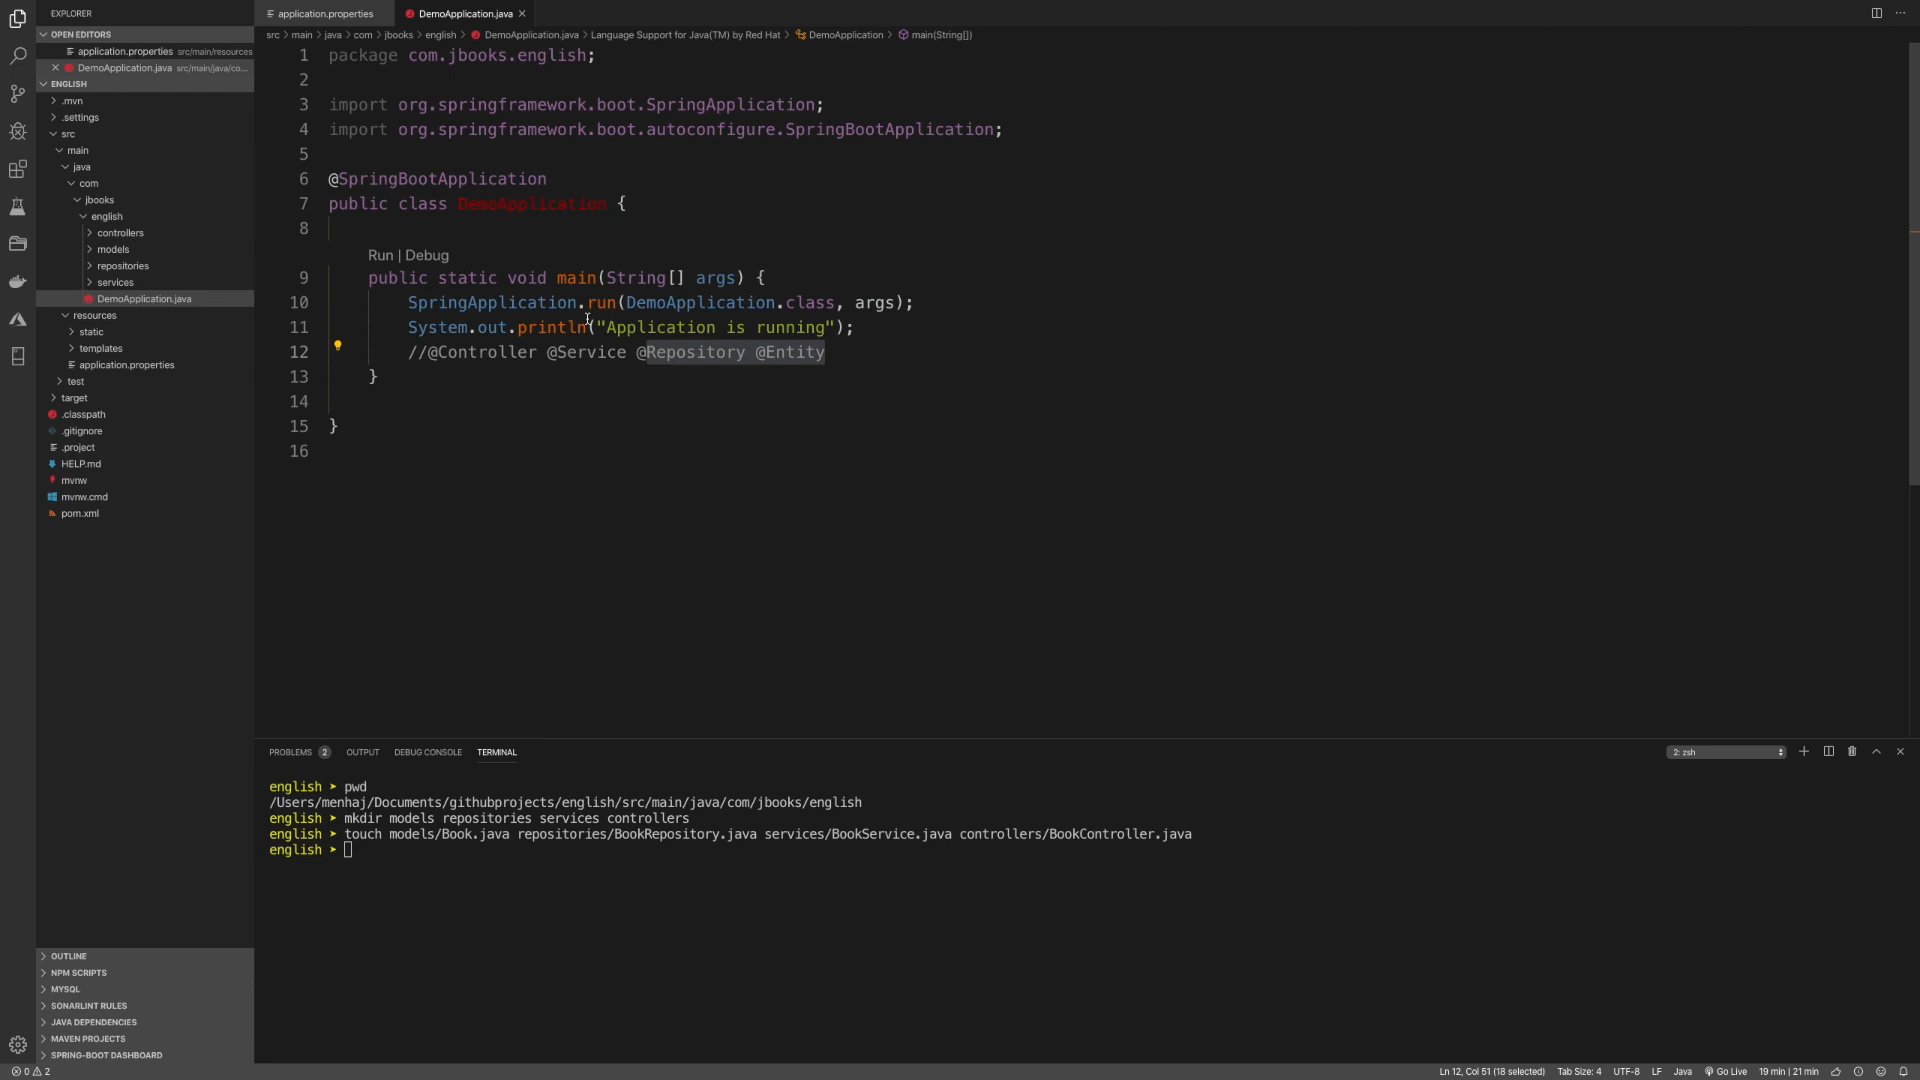 EXPLORER
OPEN EDITORS
application.properties src/main/resources
DemoApplication.java src/main/java/co...
ENGLISH
.mvn
.settings
src
main
java
com
jbooks
english
controllers
models
repositories
services
DemoApplication.java
resources
static
templates
application.properties
test
target
.classpath
.gitignore
.project
HELP.md
mvnw
mvnw.cmd
pom.xml
OUTLINE
NPM SCRIPTS
MYSQL
SONARLINT RULES
JAVA DEPENDENCIES
MAVEN PROJECTS
SPRING-BOOT DASHBOARD
application.properties DemoApplication.java
src > main > java > com > jbooks > english > DemoApplication.java > Language Support for Java(TM) by Red Hat > DemoApplication > main(String[])
1 package com.jbooks.english;
2
3 import org.springframework.boot.SpringApplication;
4 import org.springframework.boot.autoconfigure.SpringBootApplication;
5
6 @SpringBootApplication
7 public class DemoApplication {
8
Run | Debug
9 public static void main(String[] args) {
10 SpringApplication.run(DemoApplication.class, args);
11 System.out.println("Application is running");
12 //@Controller @Service @Repository @Entity
13 }
14
15 }
16
PROBLEMS 2 OUTPUT DEBUG CONSOLE TERMINAL 2: zsh
english ➤ pwd
/Users/menhaj/Documents/githubprojects/english/src/main/java/com/jbooks/english
english ➤ mkdir models repositories services controllers
english ➤ touch models/Book.java repositories/BookRepository.java services/BookService.java controllers/BookController.java
english ➤
0 2 Ln 12, Col 51 (18 selected) Tab Size: 4 UTF-8 LF Java Go Live 19 min | 21 min